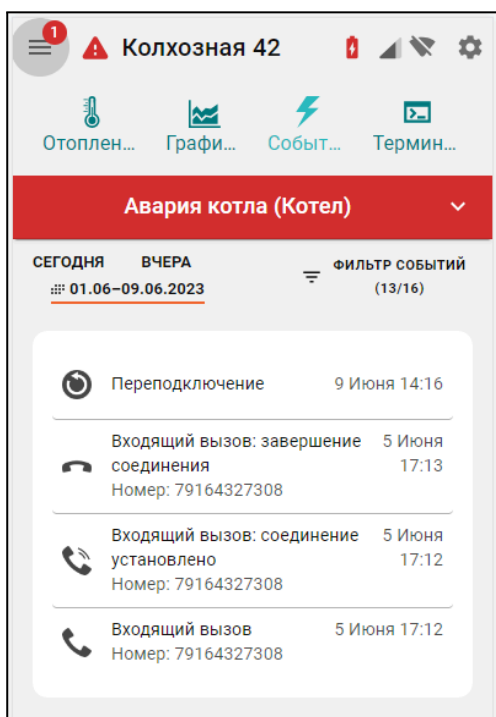 1
Колхозная 42
Отоплен... Графи... Событ... Термин...
Авария котла (Котел)
СЕГОДНЯ ВЧЕРА
01.06–09.06.2023
ФИЛЬТР СОБЫТИЙ
(13/16)
Переподключение 9 Июня 14:16
Входящий вызов: завершение 5 Июня
соединения 17:13
Номер: 79164327308
Входящий вызов: соединение 5 Июня
установлено 17:12
Номер: 79164327308
Входящий вызов 5 Июня 17:12
Номер: 79164327308